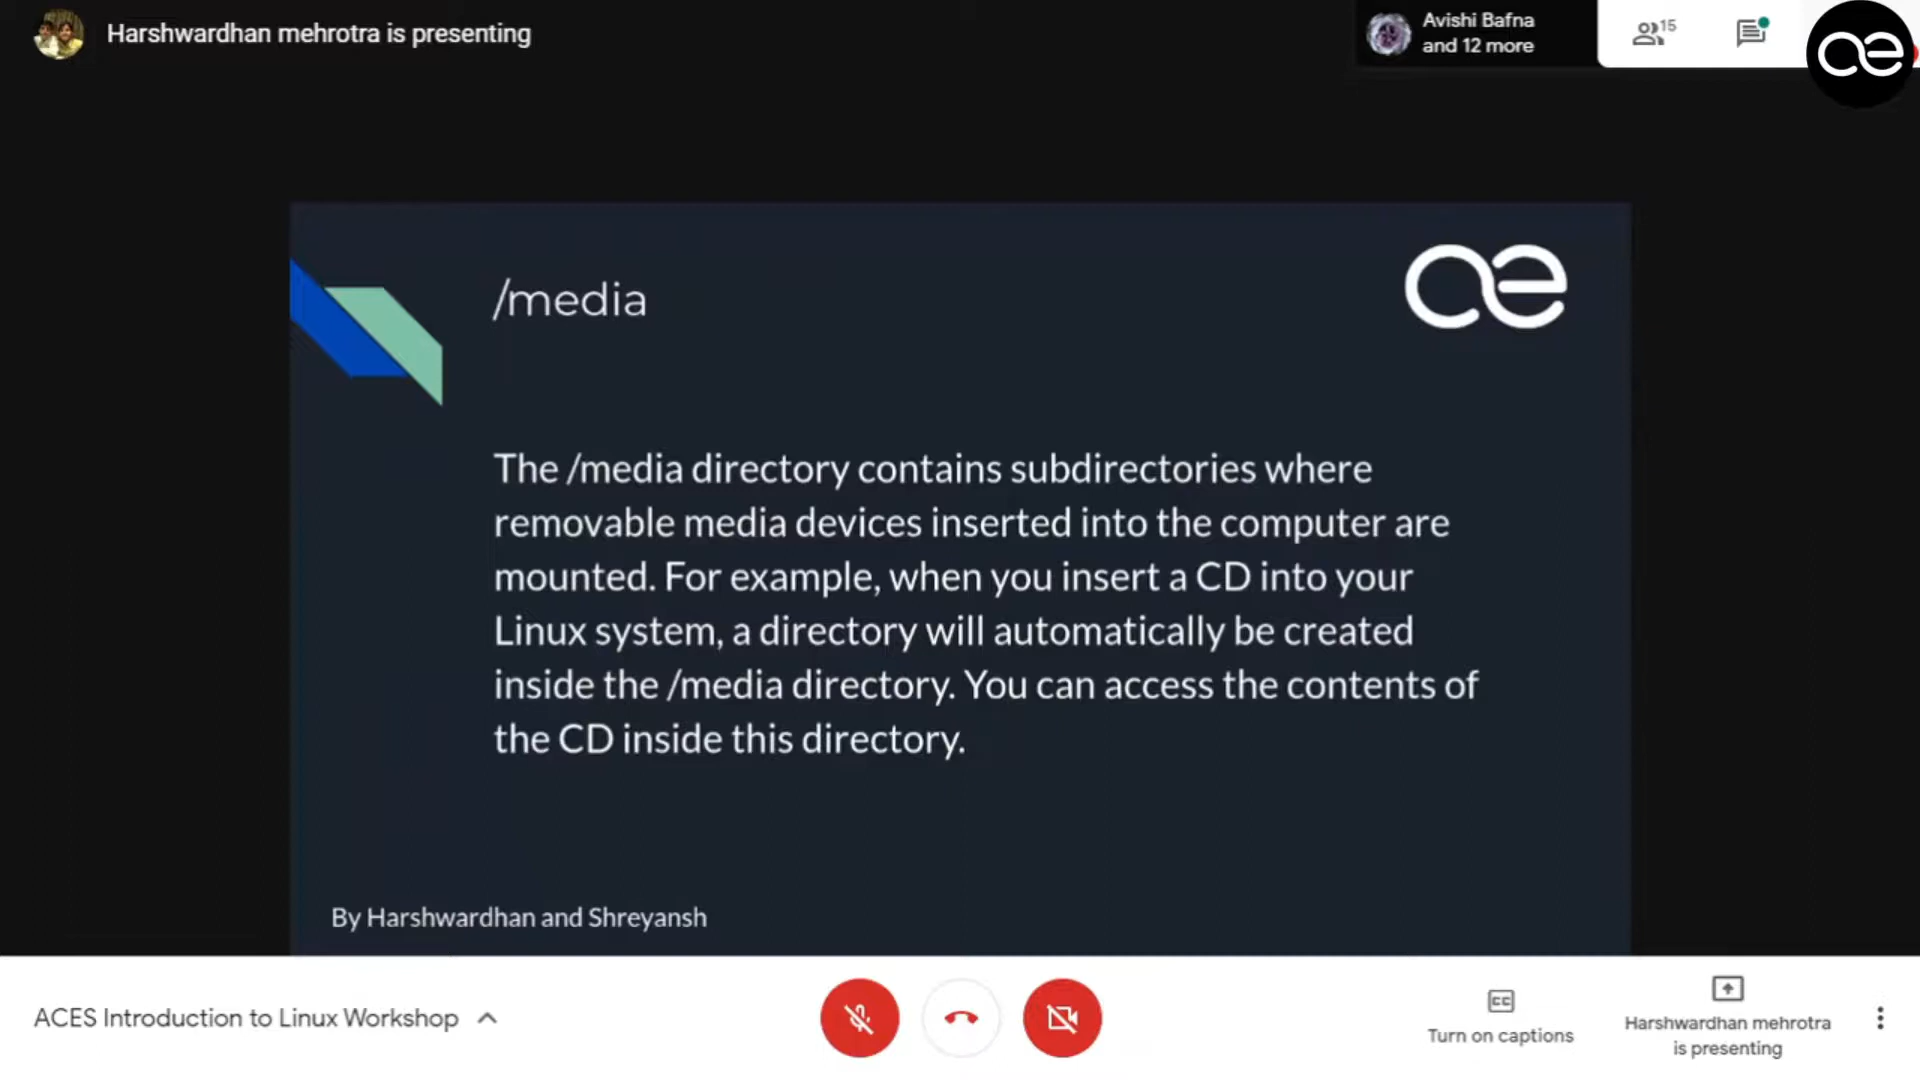 Harshwardhan mehrotra is presenting
Avishi Bafna
and 12 more
15
/media
The /media directory contains subdirectories where
removable media devices inserted into the computer are
mounted. For example, when you insert a CD into your
Linux system, a directory will automatically be created
inside the /media directory. You can access the contents of
the CD inside this directory.
By Harshwardhan and Shreyansh
ACES Introduction to Linux Workshop
CC
Turn on captions
Harshwardhan mehrotra
is presenting